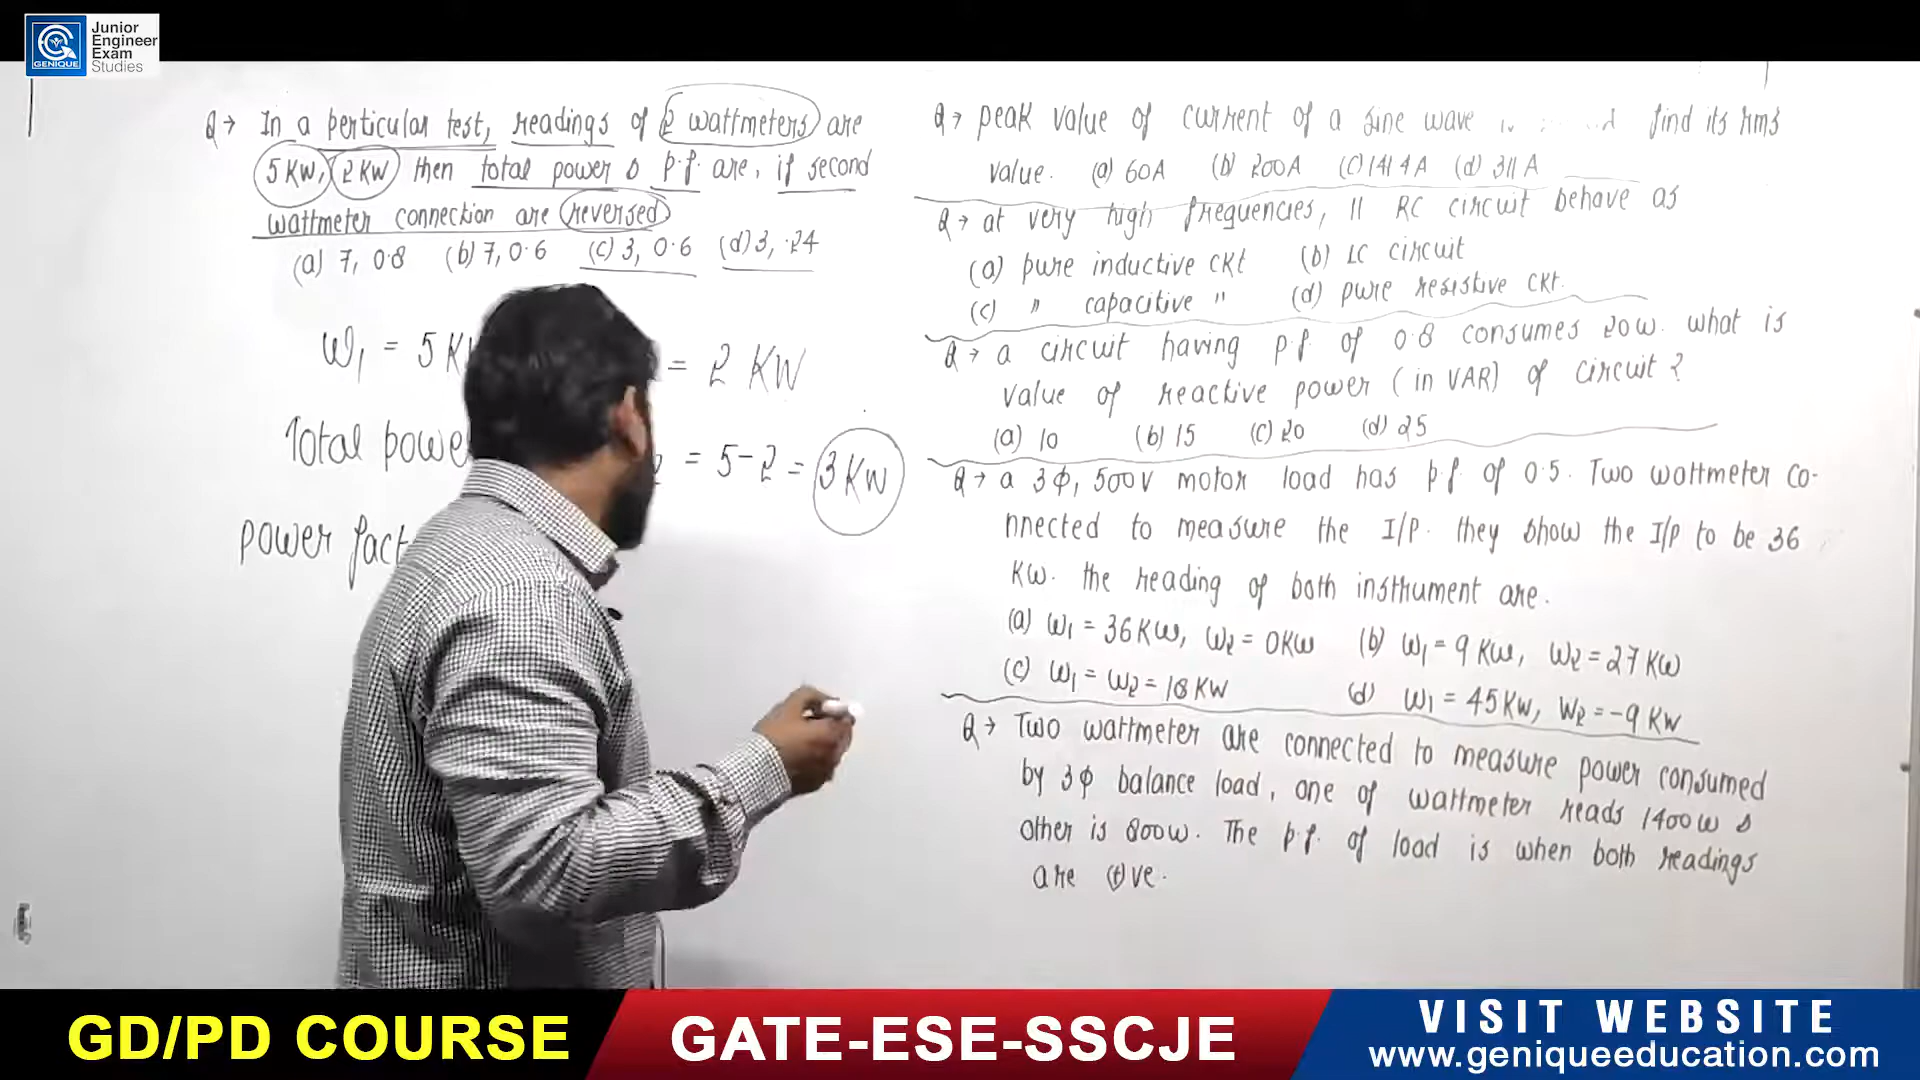 GENIQUE
Junior
Engineer
Exam
Studies
Q→ In a perticular test, readings of 2 wattmeters are
5 KW, 2 KW then total power & p.f. are, if second
wattmeter connection are reversed
(a) 7, 0.8 (b) 7, 0.6 (c) 3, 0.6 (d) 3, .24
W1 = 5 K = 2 KW
Total powe = 5-2 = 3 KW
power fact
Q→ peak value of current of a sine wave find its rms
value. (a) 60A (b) 200A (c) 141.4 A (d) 311 A
Q→ at very high frequencies, || RC circuit behave as
(a) pure inductive CKt (b) LC circuit
(c) " capacitive " (d) pure resistive CKt.
Q→ a circuit having p.f. of 0.8 consumes 20W. what is
value of reactive power (in VAR) of circuit?
(a) 10 (b) 15 (c) 20 (d) 25
Q→ a 3ϕ, 500V motor load has p.f. of 0.5. Two wattmeter co-
nnected to measure the I/P. they show the I/p to be 36
KW. the reading of both instrument are.
(a) W1 = 36KW, W2 = 0KW (b) W1 = 9 KW, W2 = 27 KW
(c) W1 = W2 = 18 KW (d) W1 = 45 KW, W2 = -9 KW
Q→ Two wattmeter are connected to measure power consumed
by 3ϕ balance load, one of wattmeter reads 1400W &
other is 800W. The p.f. of load is when both readings
are (+)ve.
GD/PD COURSE
GATE-ESE-SSCJE
VISIT WEBSITE
www.geniqueeducation.com